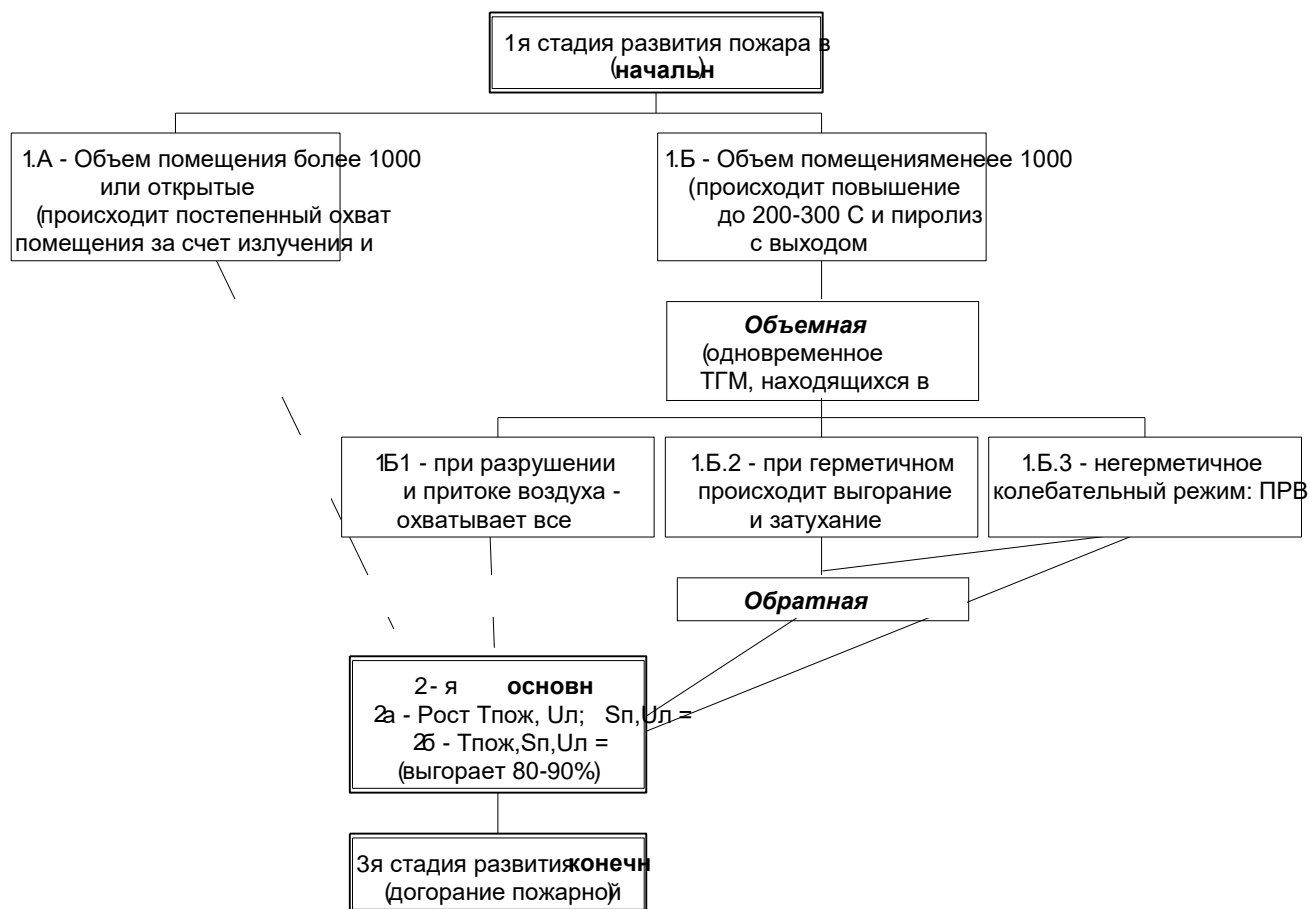 1я стадия развития пожара в
(начальн)
1.А - Объем помещения более 1000
или открытые
(происходит постепенный охват
помещения за счет излучения и
1.Б - Объем помещенияменеее 1000
(происходит повышение
до 200-300 С и пиролиз
с выходом
Объемная
(одновременное
ТГМ, находящихся в
1Б1 - при разрушении
и притоке воздуха -
охватывает все
1.Б.2 - при герметичном
происходит выгорание
и затухание
1.Б.3 - негерметичное
колебательный режим: ПРВ
Обратная
2- я основн
2а - Рост Тпож, Uл; Sп,Uл =
2б - Тпож,Sп,Uл =
(выгорает 80-90%)
3я стадия развития конечн
(догорание пожарной)